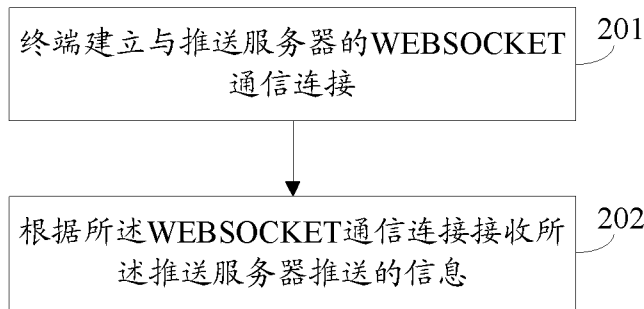 终端建立与推送服务器的WEBSOCKET
通信连接
201
根据所述WEBSOCKET通信连接接收所
述推送服务器推送的信息
202